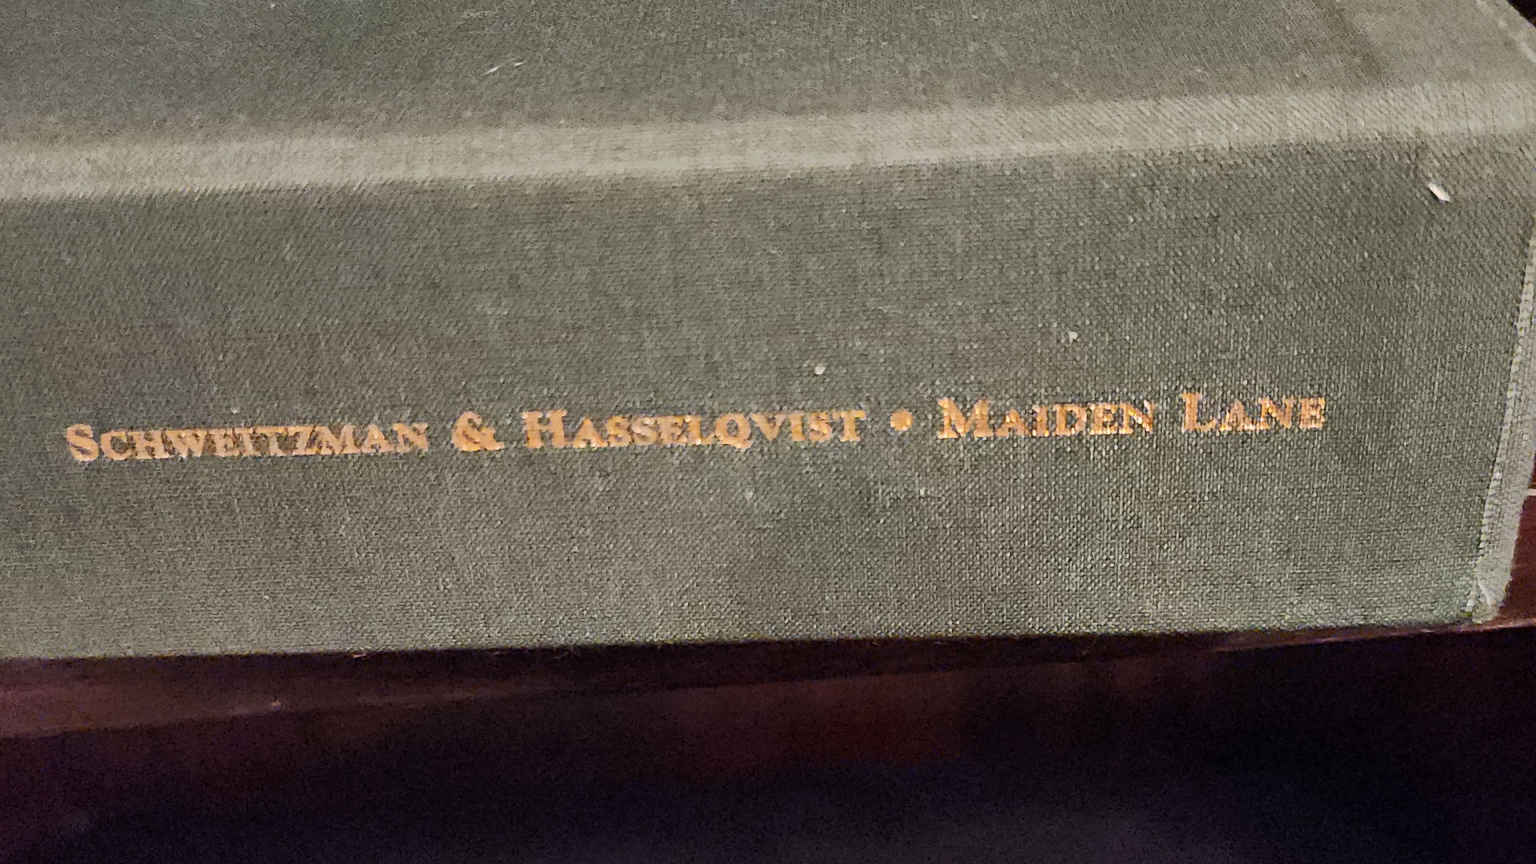 SCHWEITZMAN & HASSELQVIST • MAIDEN LANE